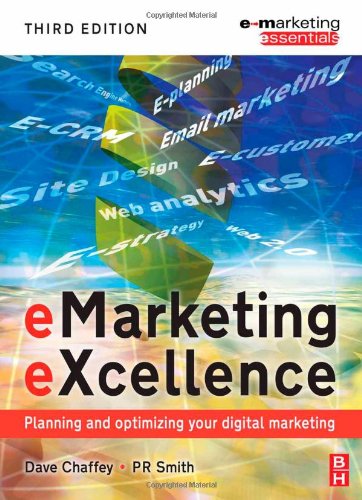 THIRD EDITION
e-marketing
essentials
E-planning
Search Engine
Email marketing
E-CRM
E-customer
Site Design
Web analytics
E-strategy
Web 2.0
eMarketing
eXcellence
Planning and optimizing your digital marketing
Dave Chaffey • PR Smith
B
H